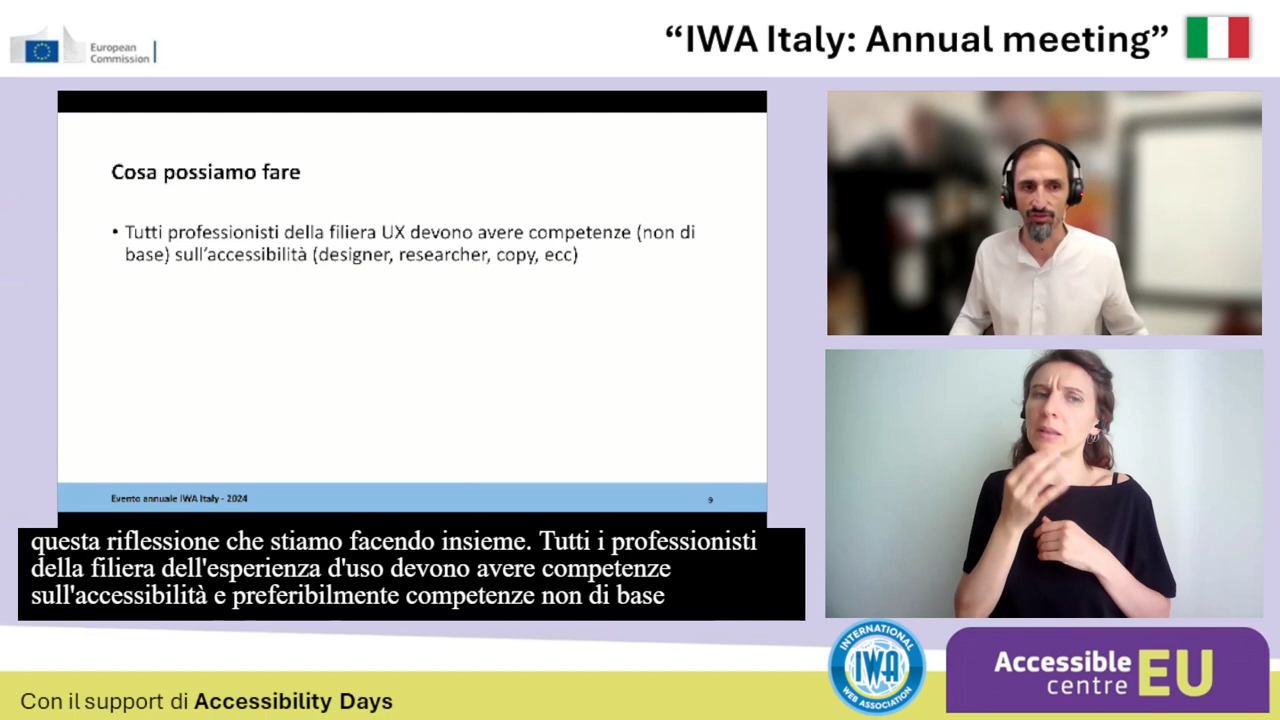 European
Commission
“IWA Italy: Annual meeting”
Cosa possiamo fare
• Tutti professionisti della filiera UX devono avere competenze (non di
base) sull’accessibilità (designer, researcher, copy, ecc)
Evento annuale IWA Italy - 2024
9
questa riflessione che stiamo facendo insieme. Tutti i professionisti
della filiera dell'esperienza d'uso devono avere competenze
sull'accessibilità e preferibilmente competenze non di base
INTERNATIONAL
IWA
WEB ASSOCIATION
Accessible
centre
EU
Con il support di Accessibility Days